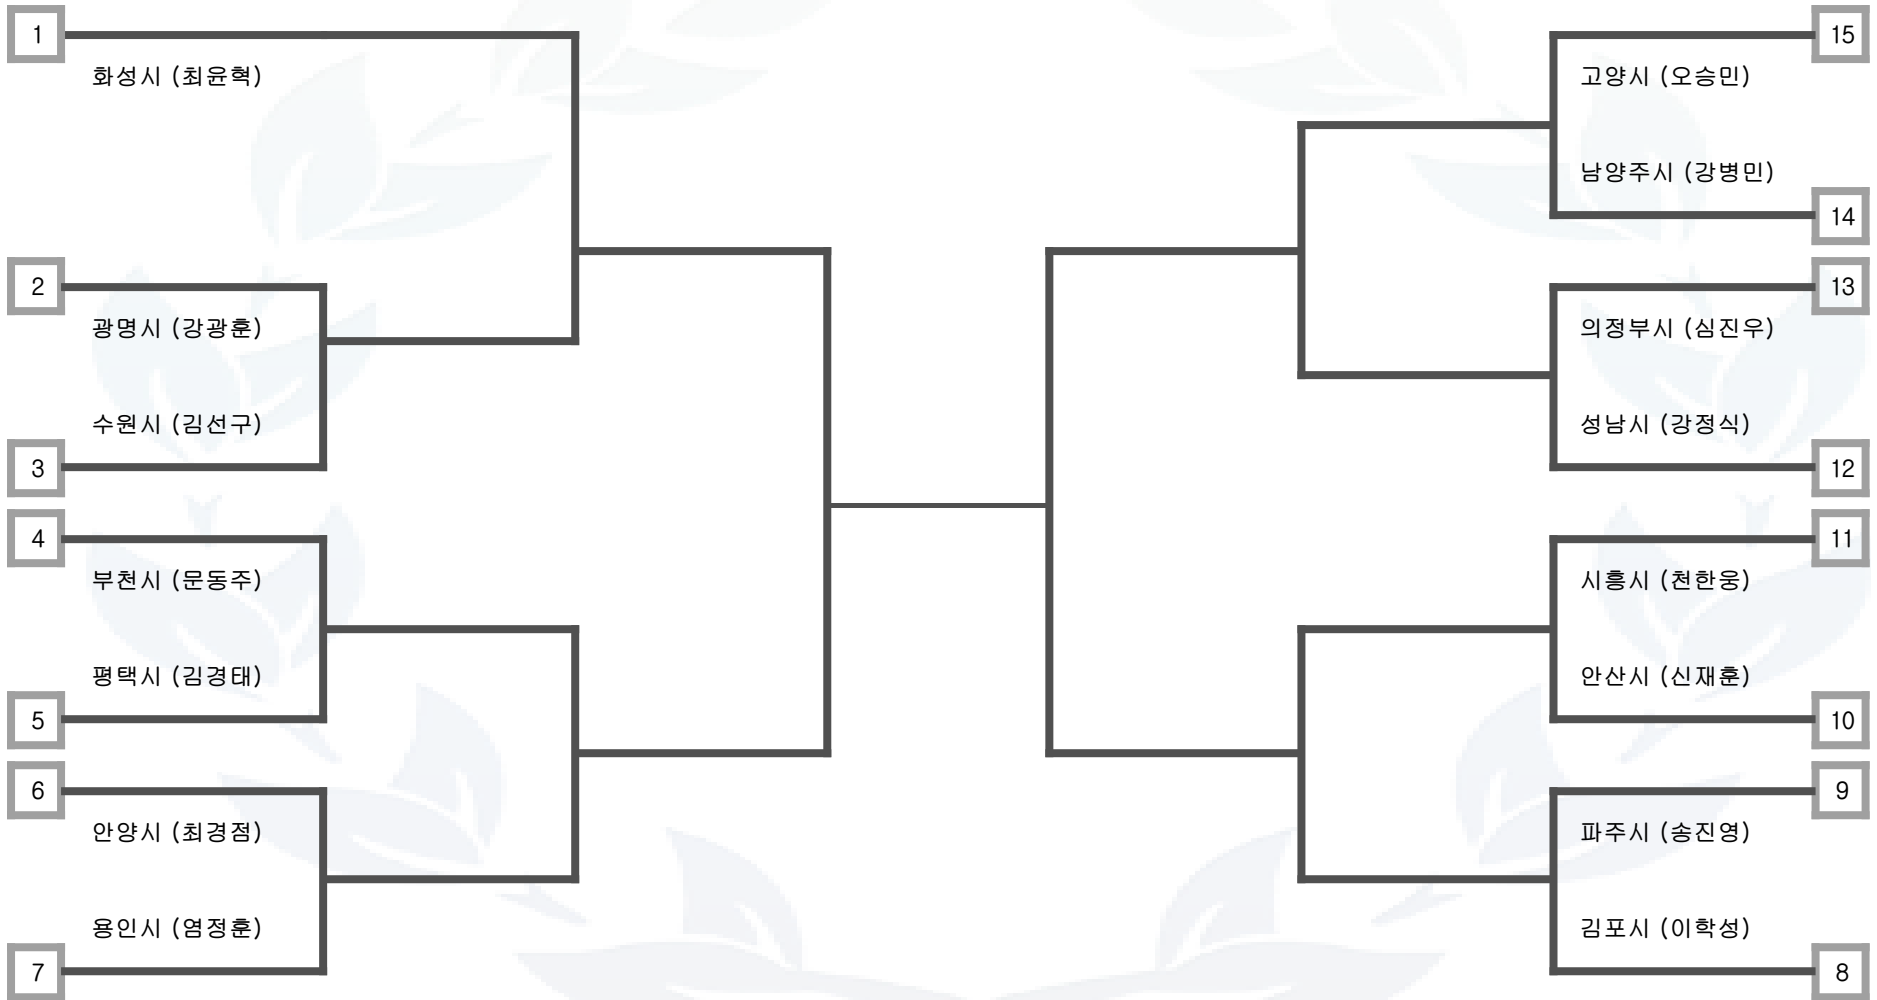 1
화성시 (최윤혁)
2
광명시 (강광훈)
수원시 (김선구)
3
4
부천시 (문동주)
평택시 (김경태)
5
6
안양시 (최경점)
용인시 (염정훈)
7
15
고양시 (오승민)
남양주시 (강병민)
14
13
의정부시 (심진우)
성남시 (강정식)
12
11
시흥시 (천한웅)
안산시 (신재훈)
10
9
파주시 (송진영)
김포시 (이학성)
8